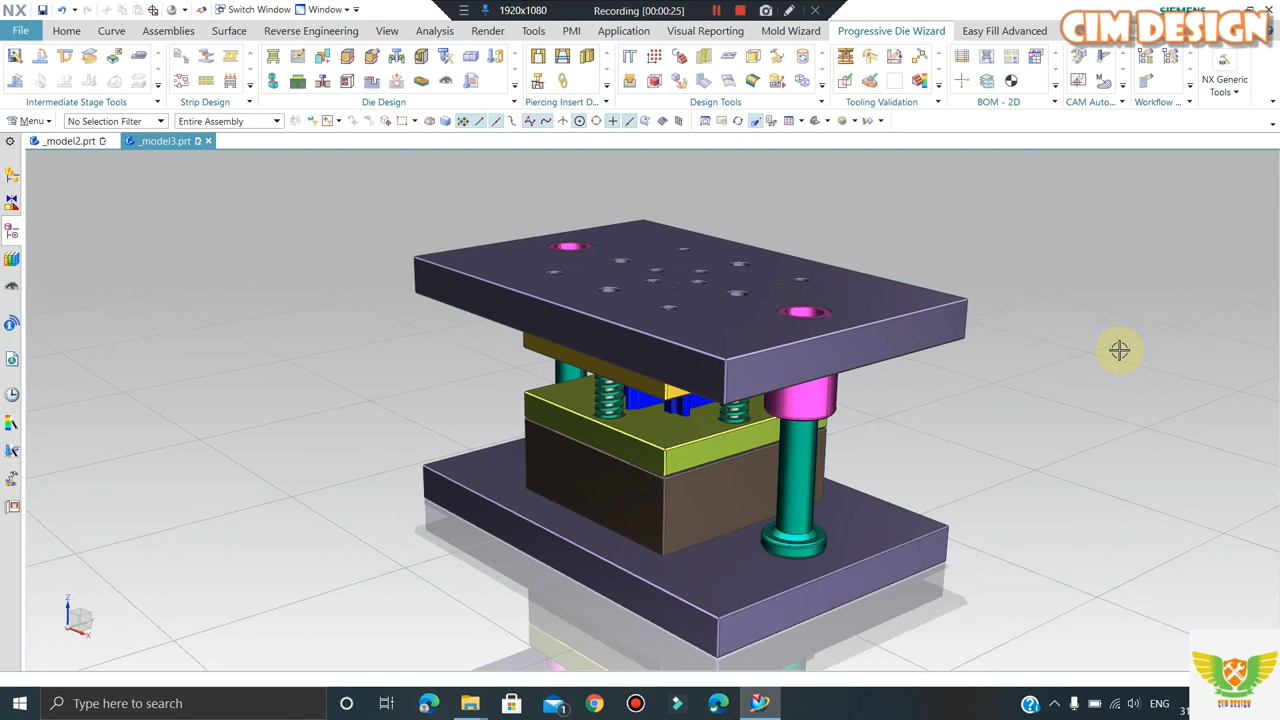 NX
Switch Window
Window
1920x1080
Recording [00:00:25]
SIEMENS
CIM DESIGN
File
Home
Curve
Assemblies
Surface
Reverse Engineering
View
Analysis
Render
Tools
PMI
Application
Visual Reporting
Mold Wizard
Progressive Die Wizard
Easy Fill Advanced
NX Generic
Tools
Intermediate Stage Tools
Strip Design
Die Design
Piercing Insert D...
Design Tools
Tooling Validation
BOM - 2D
CAM Auto...
Workflow ...
Menu
No Selection Filter
Entire Assembly
_model2.prt
_model3.prt
Z
X
Type here to search
1
ENG
31
CIM DESIGN